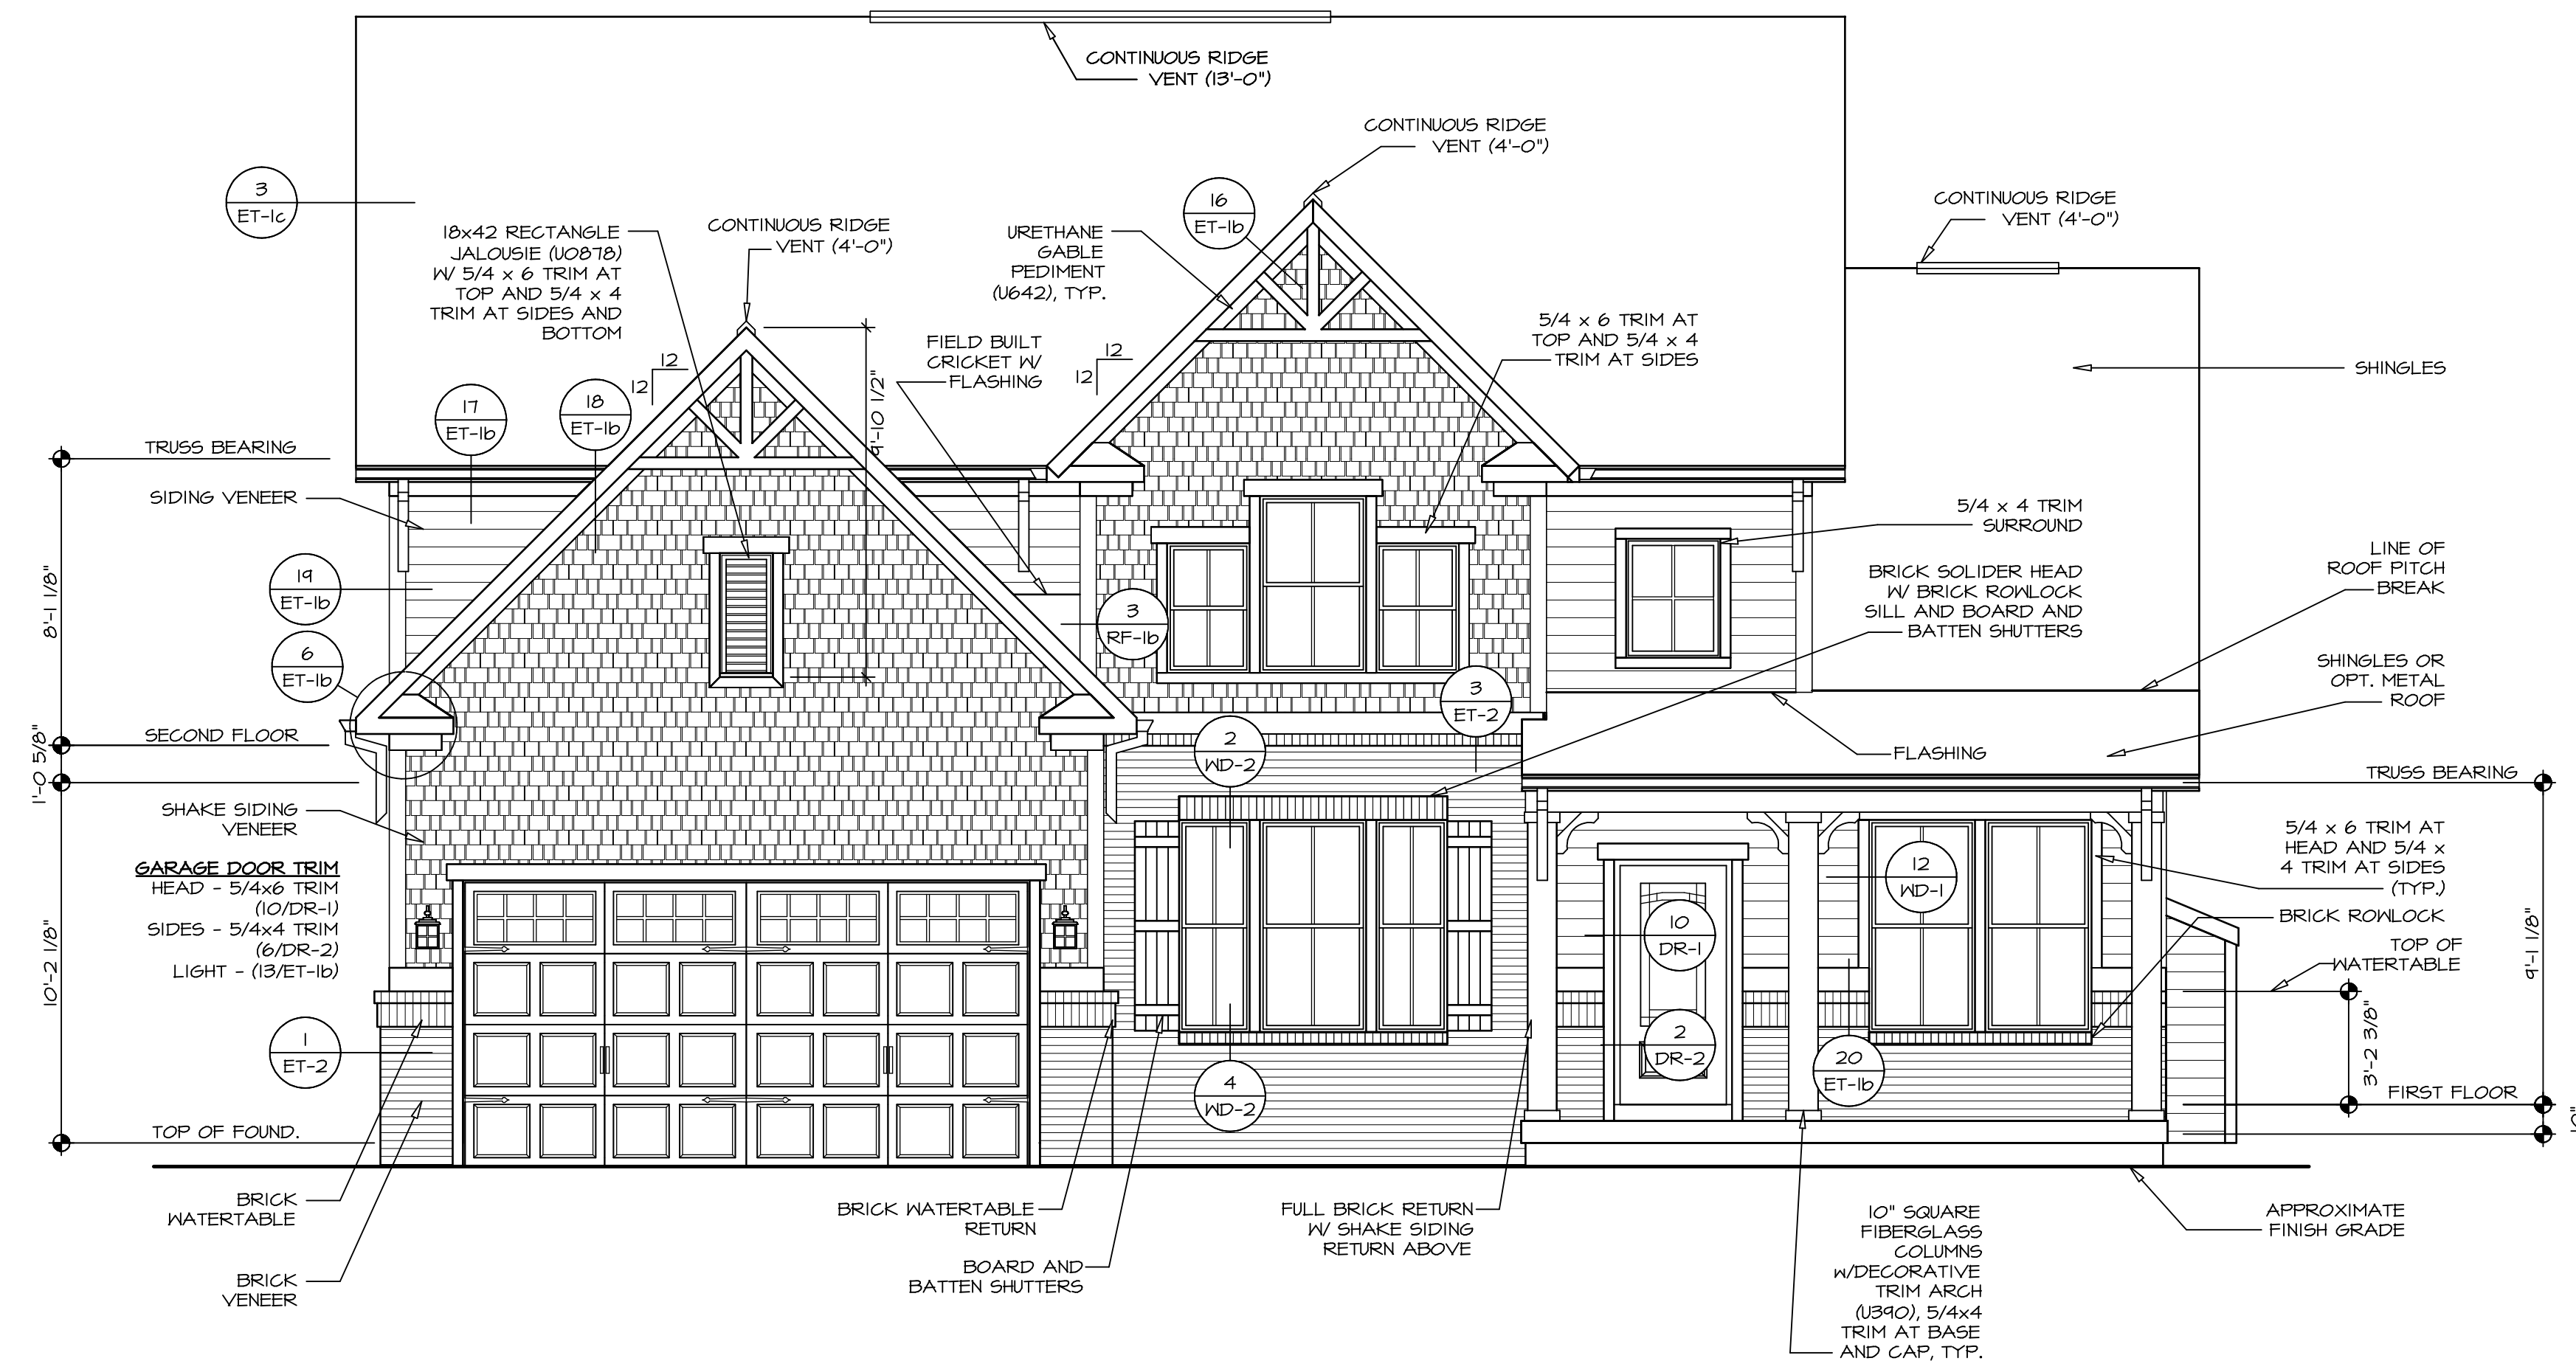 CONTINUOUS RIDGE
VENT (13'-0")
CONTINUOUS RIDGE
VENT (4'-0")
3
ET-1c
16
ET-1b
CONTINUOUS RIDGE
VENT (4'-0")
18x42 RECTANGLE
JALOUSIE (U0878)
W/ 5/4 x 6 TRIM AT
TOP AND 5/4 x 4
TRIM AT SIDES AND
BOTTOM
CONTINUOUS RIDGE
VENT (4'-0")
URETHANE
GABLE
PEDIMENT
(U642), TYP.
5/4 x 6 TRIM AT
TOP AND 5/4 x 4
TRIM AT SIDES
FIELD BUILT
CRICKET W/
FLASHING
12
12
12
12
9'-10 1/2"
SHINGLES
17
ET-1b
18
ET-1b
TRUSS BEARING
SIDING VENEER
5/4 x 4 TRIM
SURROUND
LINE OF
ROOF PITCH
BREAK
BRICK SOLIDER HEAD
W/ BRICK ROWLOCK
SILL AND BOARD AND
BATTEN SHUTTERS
19
ET-1b
8'-1 1/8"
3
RF-1b
6
ET-1b
SHINGLES OR
OPT. METAL
ROOF
3
ET-2
2
WD-2
SECOND FLOOR
FLASHING
1'-0 5/8"
TRUSS BEARING
SHAKE SIDING
VENEER
GARAGE DOOR TRIM
HEAD - 5/4x6 TRIM
(10/DR-1)
SIDES - 5/4x4 TRIM
(6/DR-2)
LIGHT - (13/ET-1b)
5/4 x 6 TRIM AT
HEAD AND 5/4 x
4 TRIM AT SIDES
(TYP.)
12
WD-1
BRICK ROWLOCK
10
DR-1
TOP OF
WATERTABLE
10'-2 1/8"
9'-1 1/8"
1
ET-2
2
DR-2
20
ET-1b
3'-2 3/8"
4
WD-2
FIRST FLOOR
TOP OF FOUND.
BRICK
WATERTABLE
BRICK WATERTABLE
RETURN
FULL BRICK RETURN
W/ SHAKE SIDING
RETURN ABOVE
10" SQUARE
FIBERGLASS
COLUMNS
W/DECORATIVE
TRIM ARCH
(U390), 5/4x4
TRIM AT BASE
AND CAP, TYP.
APPROXIMATE
FINISH GRADE
BOARD AND
BATTEN SHUTTERS
BRICK
VENEER